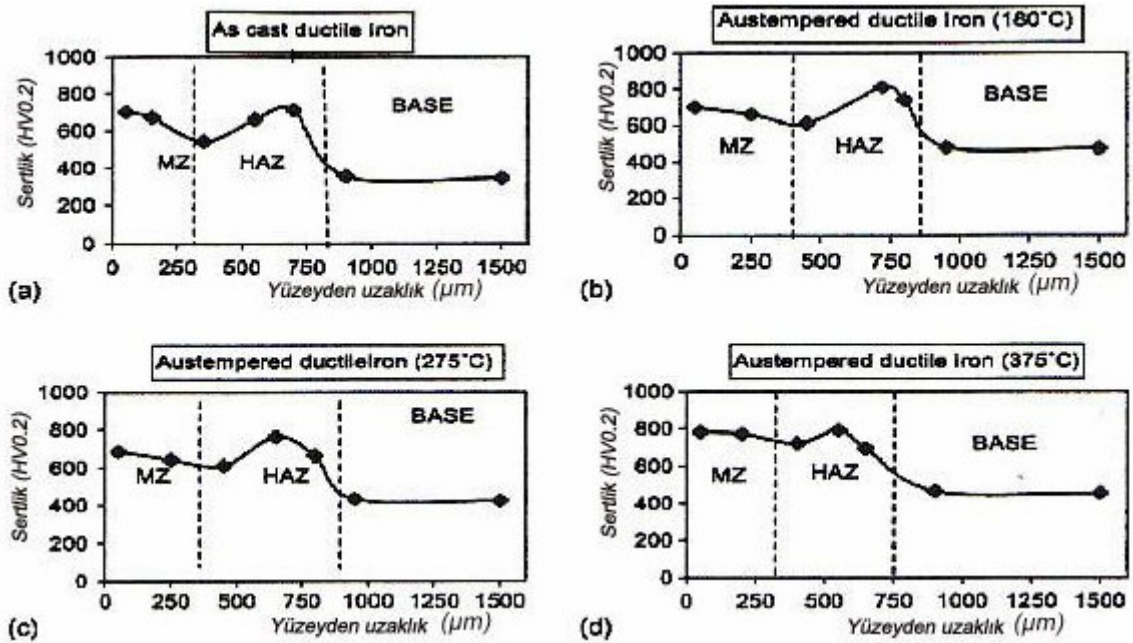 As cast ductile iron
Sertlik (HV0.2)
1000
800
600
400
200
0
MZ
HAZ
BASE
0 250 500 750 1000 1250 1500
Yüzeyden uzaklık (µm)
(a)
Austempered ductile iron (180°C)
Sertlik (HV0.2)
1000
800
600
400
200
0
MZ
HAZ
BASE
0 250 500 750 1000 1250 1500
Yüzeyden uzaklık (µm)
(b)
Austempered ductileiron (275°C)
Sertlik (HV0.2)
1000
800
600
400
200
0
MZ
HAZ
BASE
0 250 500 750 1000 1250 1500
Yüzeyden uzaklık (µm)
(c)
Austempered ductile iron (375°C)
Sertlik (HV0.2)
1000
800
600
400
200
0
MZ
HAZ
BASE
0 250 500 750 1000 1250 1500
Yüzeyden uzaklık (µm)
(d)